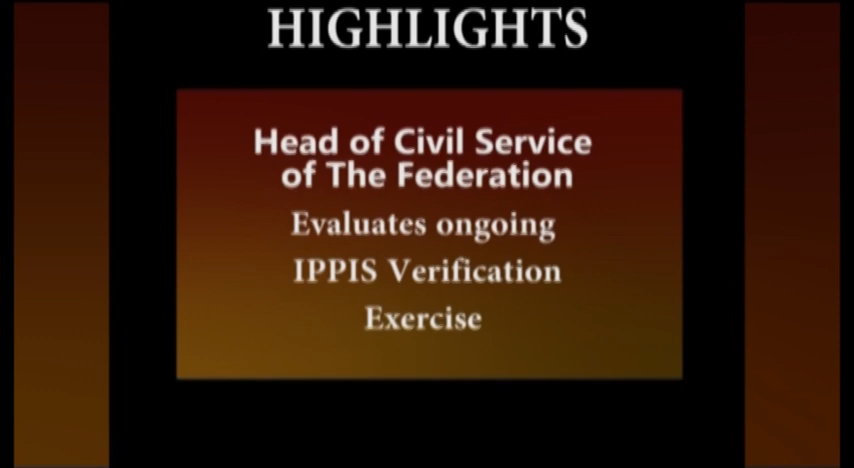 HIGHLIGHTS
Head of Civil Service
of The Federation
Evaluates ongoing
IPPIS Verification
Exercise